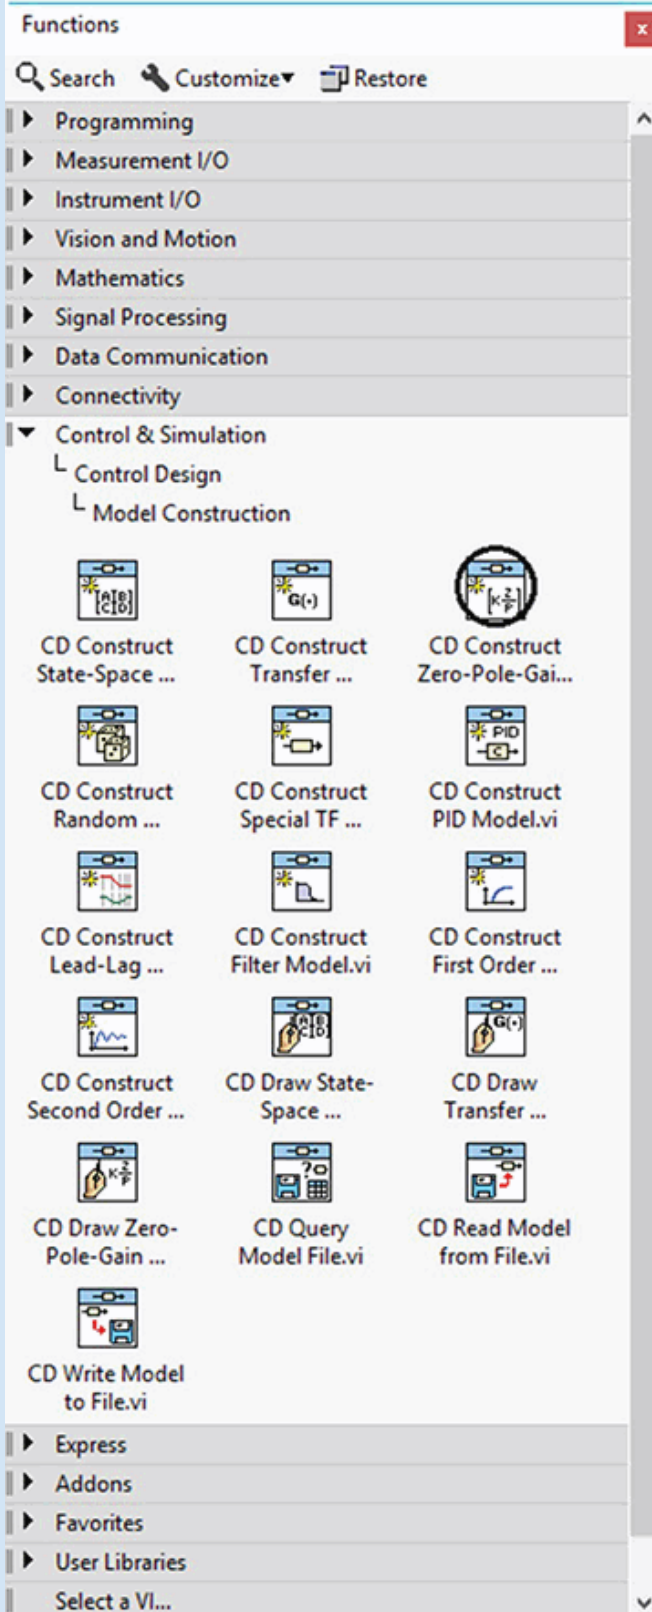 Functions
x
Search Customize Restore
Programming
Measurement I/O
Instrument I/O
Vision and Motion
Mathematics
Signal Processing
Data Communication
Connectivity
Control & Simulation
Control Design
Model Construction
[A|B]
[C|D]
G(·)
[K Z/P]
CD Construct
State-Space ...
CD Construct
Transfer ...
CD Construct
Zero-Pole-Gai...
PID
C
CD Construct
Random ...
CD Construct
Special TF ...
CD Construct
PID Model.vi
CD Construct
Lead-Lag ...
CD Construct
Filter Model.vi
CD Construct
First Order ...
[A|B]
[C|D]
G(·)
CD Construct
Second Order ...
CD Draw State-
Space ...
CD Draw
Transfer ...
K Z/P
?
CD Draw Zero-
Pole-Gain ...
CD Query
Model File.vi
CD Read Model
from File.vi
CD Write Model
to File.vi
Express
Addons
Favorites
User Libraries
Select a VI...